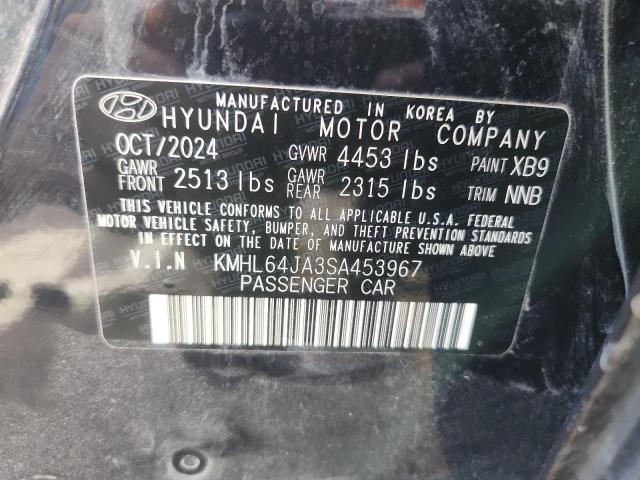 MANUFACTURED IN KOREA BY
HYUNDAI MOTOR COMPANY
OCT/2024 GVWR 4453 lbs PAINT XB9
GAWR FRONT 2513 lbs GAWR REAR 2315 lbs TRIM NNB
THIS VEHICLE CONFORMS TO ALL APPLICABLE U.S.A. FEDERAL
MOTOR VEHICLE SAFETY, BUMPER, AND THEFT PREVENTION STANDARDS
IN EFFECT ON THE DATE OF MANUFACTURE SHOWN ABOVE.
V.I.N KMHL64JA3SA453967
PASSENGER CAR